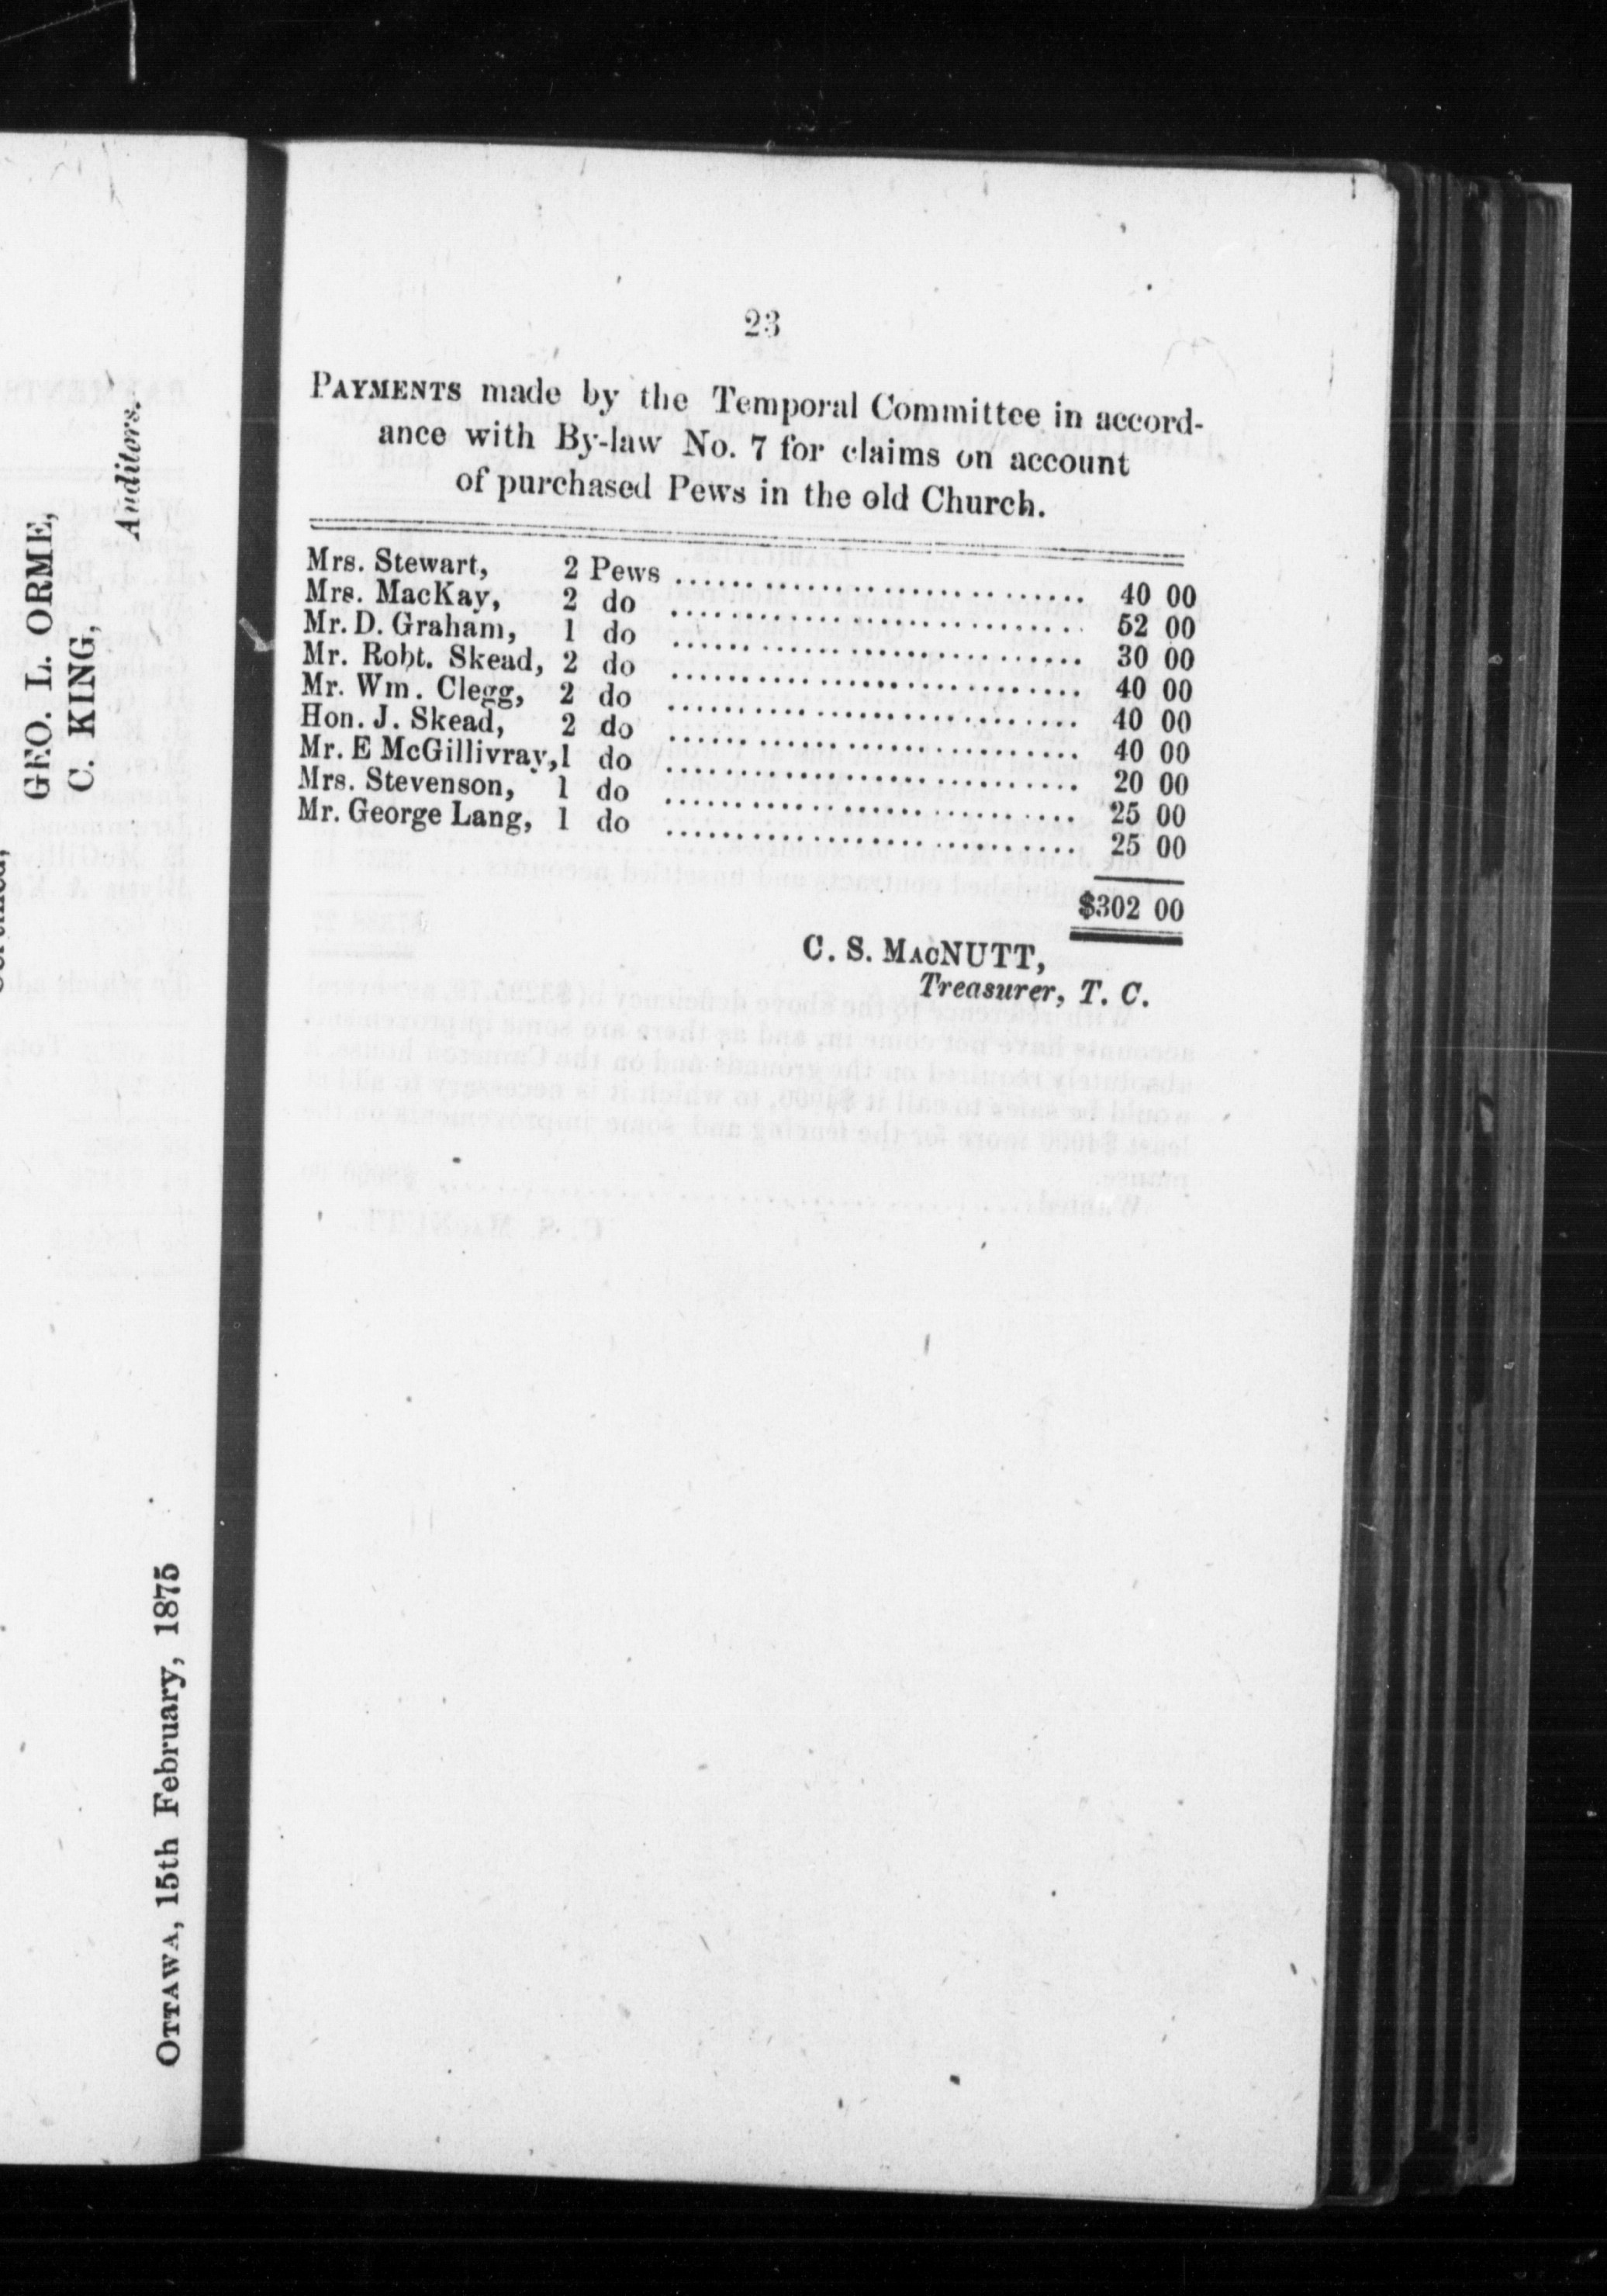 GEO. L. ORME,
C. KING,
Auditors.
OTTAWA, 15th February, 1875
23
PAYMENTS made by the Temporal Committee in accord-
ance with By-law No. 7 for claims on account
of purchased Pews in the old Church.
Mrs. Stewart, 2 Pews .............................. 40 00
Mrs. MacKay, 2 do .............................. 52 00
Mr. D. Graham, 1 do .............................. 30 00
Mr. Robt. Skead, 2 do .............................. 40 00
Mr. Wm. Clegg, 2 do .............................. 40 00
Hon. J. Skead, 2 do .............................. 40 00
Mr. E McGillivray, 1 do .............................. 20 00
Mrs. Stevenson, 1 do .............................. 25 00
Mr. George Lang, 1 do .............................. 25 00
$302 00
C. S. MACNUTT,
Treasurer, T. C.